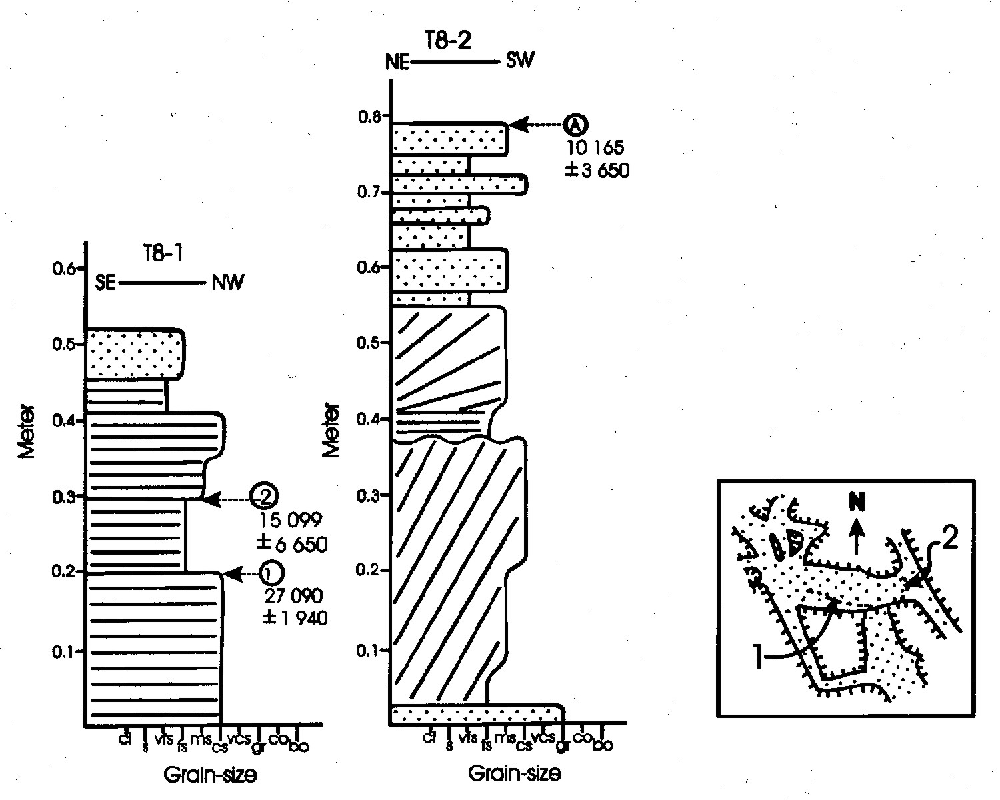 T8-2
NE SW
0.8
A
10 165
±3 650
0.7
0.6
0.5
0.4
0.3
0.2
0.1
Meter
cl s vfs fs ms cs vcs gr co bo
Grain-size
T8-1
SE NW
0.6
0.5
0.4
0.3
0.2
0.1
Meter
2
15 099
±6 650
1
27 090
±1 940
cl s vfs fs ms cs vcs gr co bo
Grain-size
N
2
1